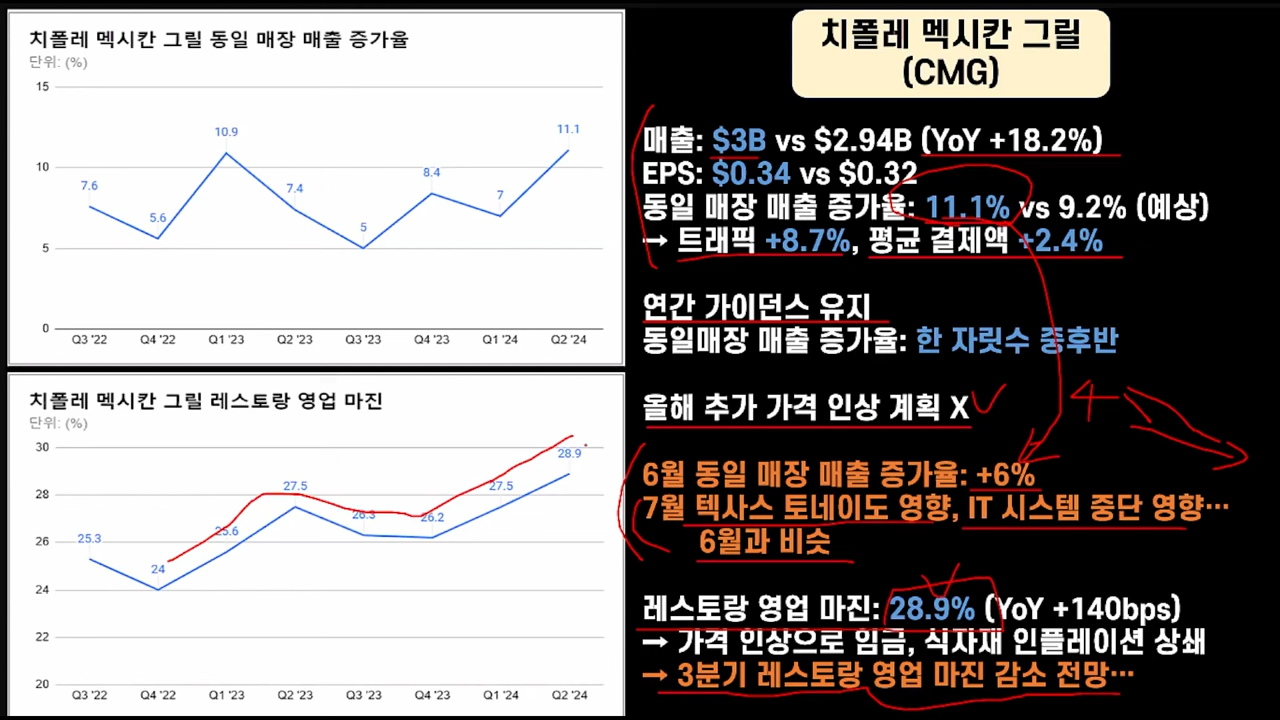 치폴레 멕시칸 그릴 동일 매장 매출 증가율
단위: (%)
15
10
5
0
7.6
5.6
10.9
7.4
5
8.4
7
11.1
Q3 '22
Q4 '22
Q1 '23
Q2 '23
Q3 '23
Q4 '23
Q1 '24
Q2 '24
치폴레 멕시칸 그릴 레스토랑 영업 마진
단위: (%)
30
28
26
24
22
20
25.3
24
25.6
27.5
26.3
26.2
27.5
28.9
Q3 '22
Q4 '22
Q1 '23
Q2 '23
Q3 '23
Q4 '23
Q1 '24
Q2 '24
치폴레 멕시칸 그릴
(CMG)
매출: $3B vs $2.94B (YoY +18.2%)
EPS: $0.34 vs $0.32
동일 매장 매출 증가율: 11.1% vs 9.2% (예상)
→ 트래픽 +8.7%, 평균 결제액 +2.4%
연간 가이던스 유지
동일매장 매출 증가율: 한 자릿수 중후반
올해 추가 가격 인상 계획 X
4
6월 동일 매장 매출 증가율: +6%
7월 텍사스 토네이도 영향, IT 시스템 중단 영향…
6월과 비슷
레스토랑 영업 마진: 28.9% (YoY +140bps)
→ 가격 인상으로 임금, 식자재 인플레이션 상쇄
→ 3분기 레스토랑 영업 마진 감소 전망…